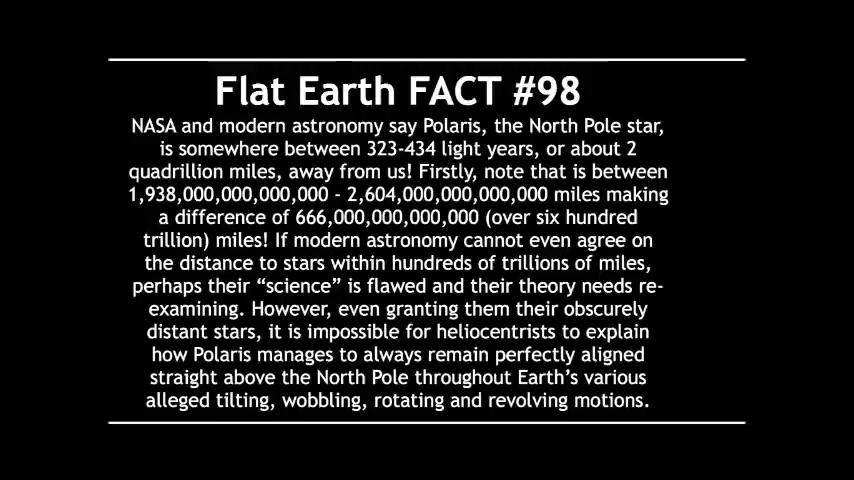 Flat Earth FACT #98
NASA and modern astronomy say Polaris, the North Pole star,
is somewhere between 323-434 light years, or about 2
quadrillion miles, away from us! Firstly, note that is between
1,938,000,000,000,000 - 2,604,000,000,000,000 miles making
a difference of 666,000,000,000,000 (over six hundred
trillion) miles! If modern astronomy cannot even agree on
the distance to stars within hundreds of trillions of miles,
perhaps their “science” is flawed and their theory needs re-
examining. However, even granting them their obscurely
distant stars, it is impossible for heliocentrists to explain
how Polaris manages to always remain perfectly aligned
straight above the North Pole throughout Earth’s various
alleged tilting, wobbling, rotating and revolving motions.